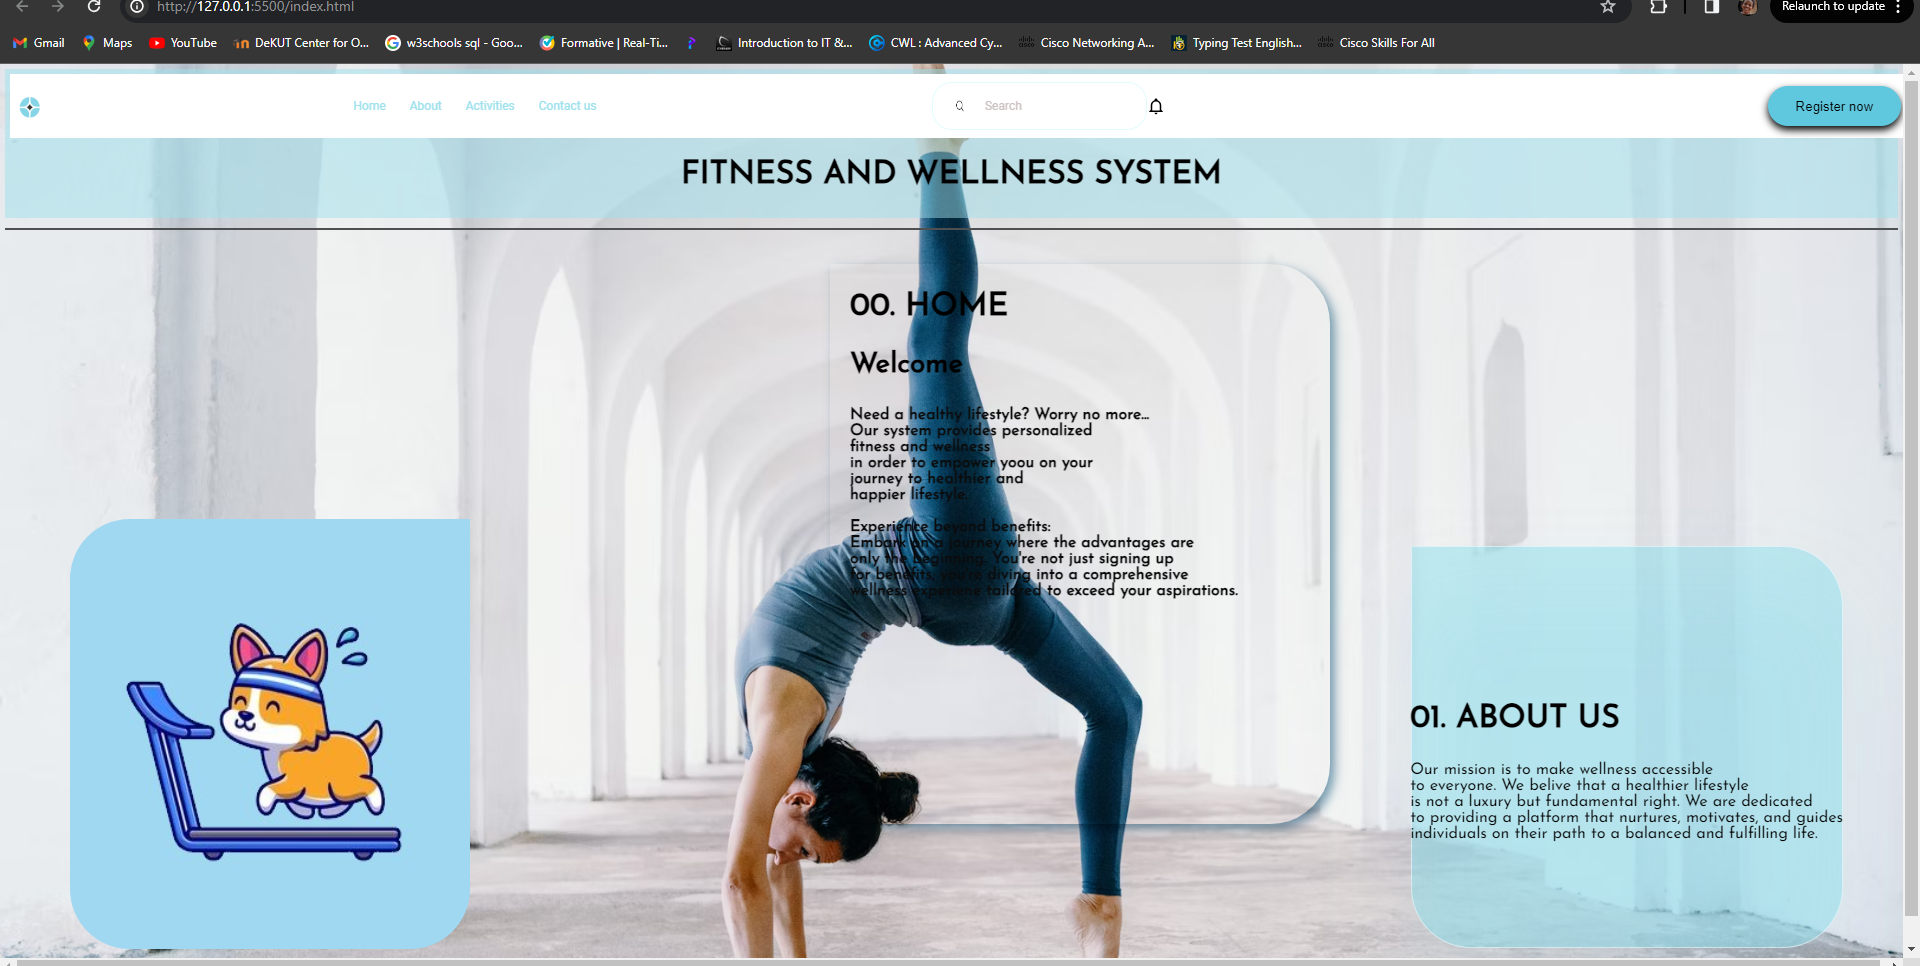 http://127.0.0.1:5500/index.html
Relaunch to update
Gmail
Maps
YouTube
DeKUT Center for O...
w3schools sql - Goo...
Formative | Real-Ti...
Introduction to IT &...
CWL : Advanced Cy...
Cisco Networking A...
Typing Test English...
Cisco Skills For All
Home
About
Activities
Contact us
Search
Register now
FITNESS AND WELLNESS SYSTEM
00. HOME
Welcome
Need a healthy lifestyle? Worry no more...
Our system provides personalized
fitness and wellness
in order to empower yoou on your
journey to healthier and
happier lifestyle.
Experience beyond benefits:
Embark on a journey where the advantages are
only the beginning. You're not just signing up
for benefits, you're diving into a comprehensive
wellness experiene tailored to exceed your aspirations.
01. ABOUT US
Our mission is to make wellness accessible
to everyone. We belive that a healthier lifestyle
is not a luxury but fundamental right. We are dedicated
to providing a platform that nurtures, motivates, and guides
individuals on their path to a balanced and fulfilling life.